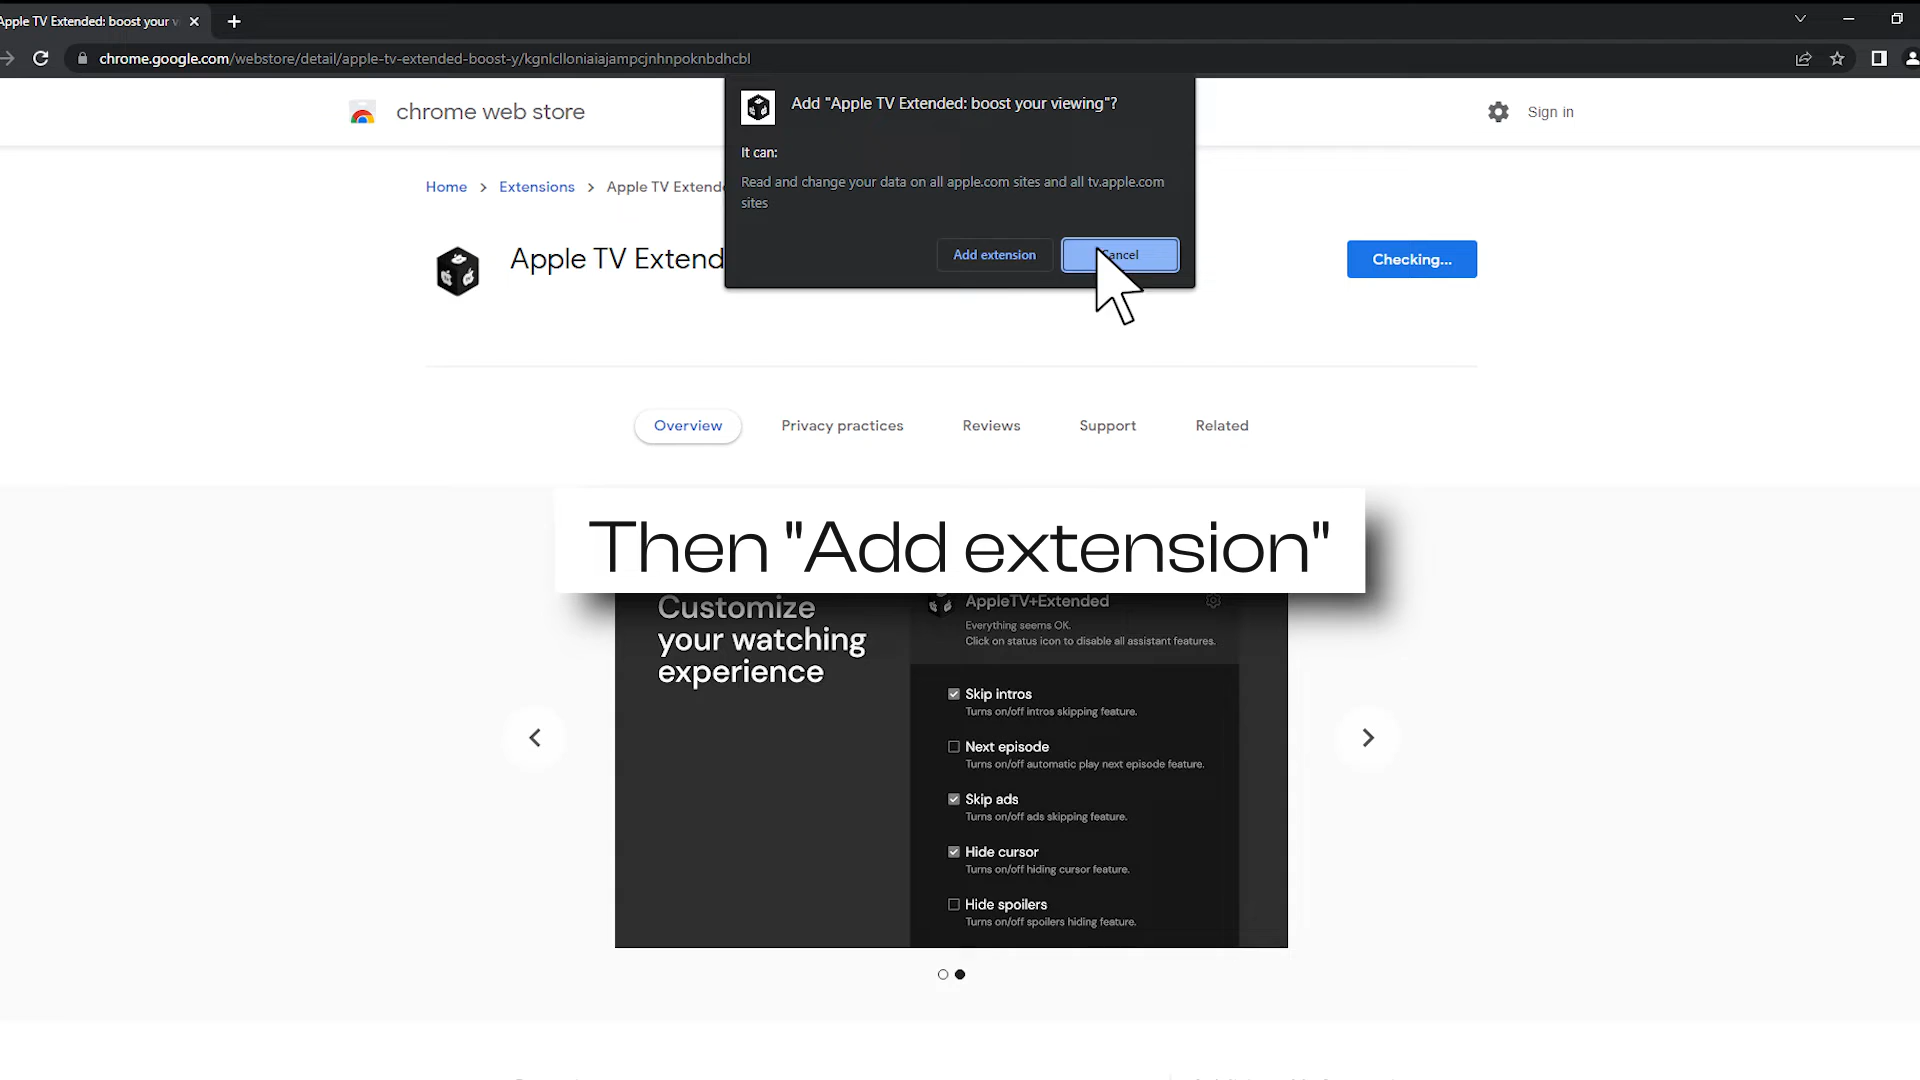 Apple TV Extended: boost your v
chrome.google.com/webstore/detail/apple-tv-extended-boost-y/kgnlclloniaiajampcjnhnpoknbdhcbl
chrome web store
Sign in
Add "Apple TV Extended: boost your viewing"?
It can:
Read and change your data on all apple.com sites and all tv.apple.com
sites
Add extension
Cancel
Home
Extensions
Apple TV Extende
Apple TV Extend
Checking...
Overview
Privacy practices
Reviews
Support
Related
Then "Add extension"
Customize
your watching
experience
AppleTV+Extended
Everything seems OK.
Click on status icon to disable all assistant features.
Skip intros
Turns on/off intros skipping feature.
Next episode
Turns on/off automatic play next episode feature.
Skip ads
Turns on/off ads skipping feature.
Hide cursor
Turns on/off hiding cursor feature.
Hide spoilers
Turns on/off spoilers hiding feature.